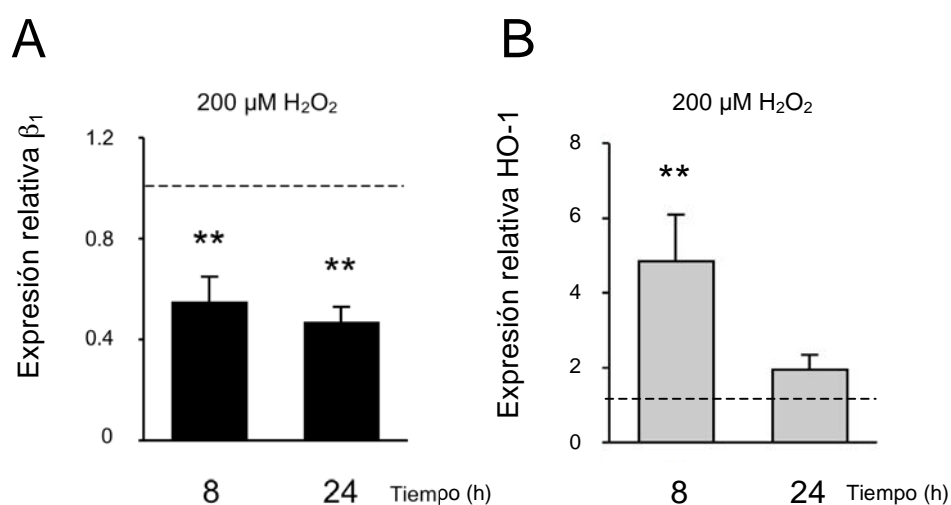 A
200 µM H₂O₂
Expresión relativa β₁
1.2
0.8
0.4
0
**
**
8
24
Tiempo (h)
B
200 µM H₂O₂
Expresión relativa HO-1
8
6
4
2
0
**
8
24
Tiempo (h)